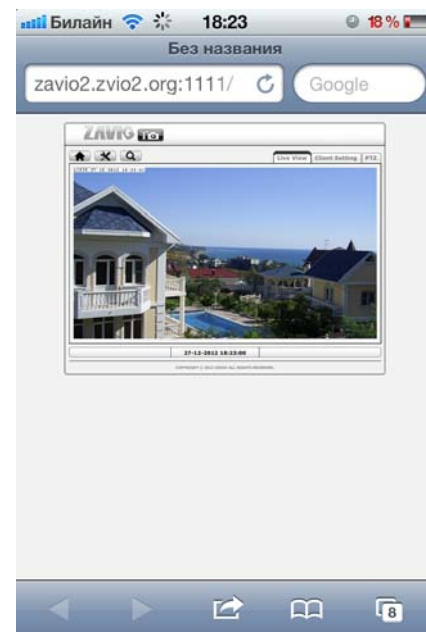 Билайн 18:23 18 %
Без названия
zavio2.zvio2.org:1111/ Google
ZAVIO
Live View Client Setting PTZ
27-12-2012 18:23:00
8